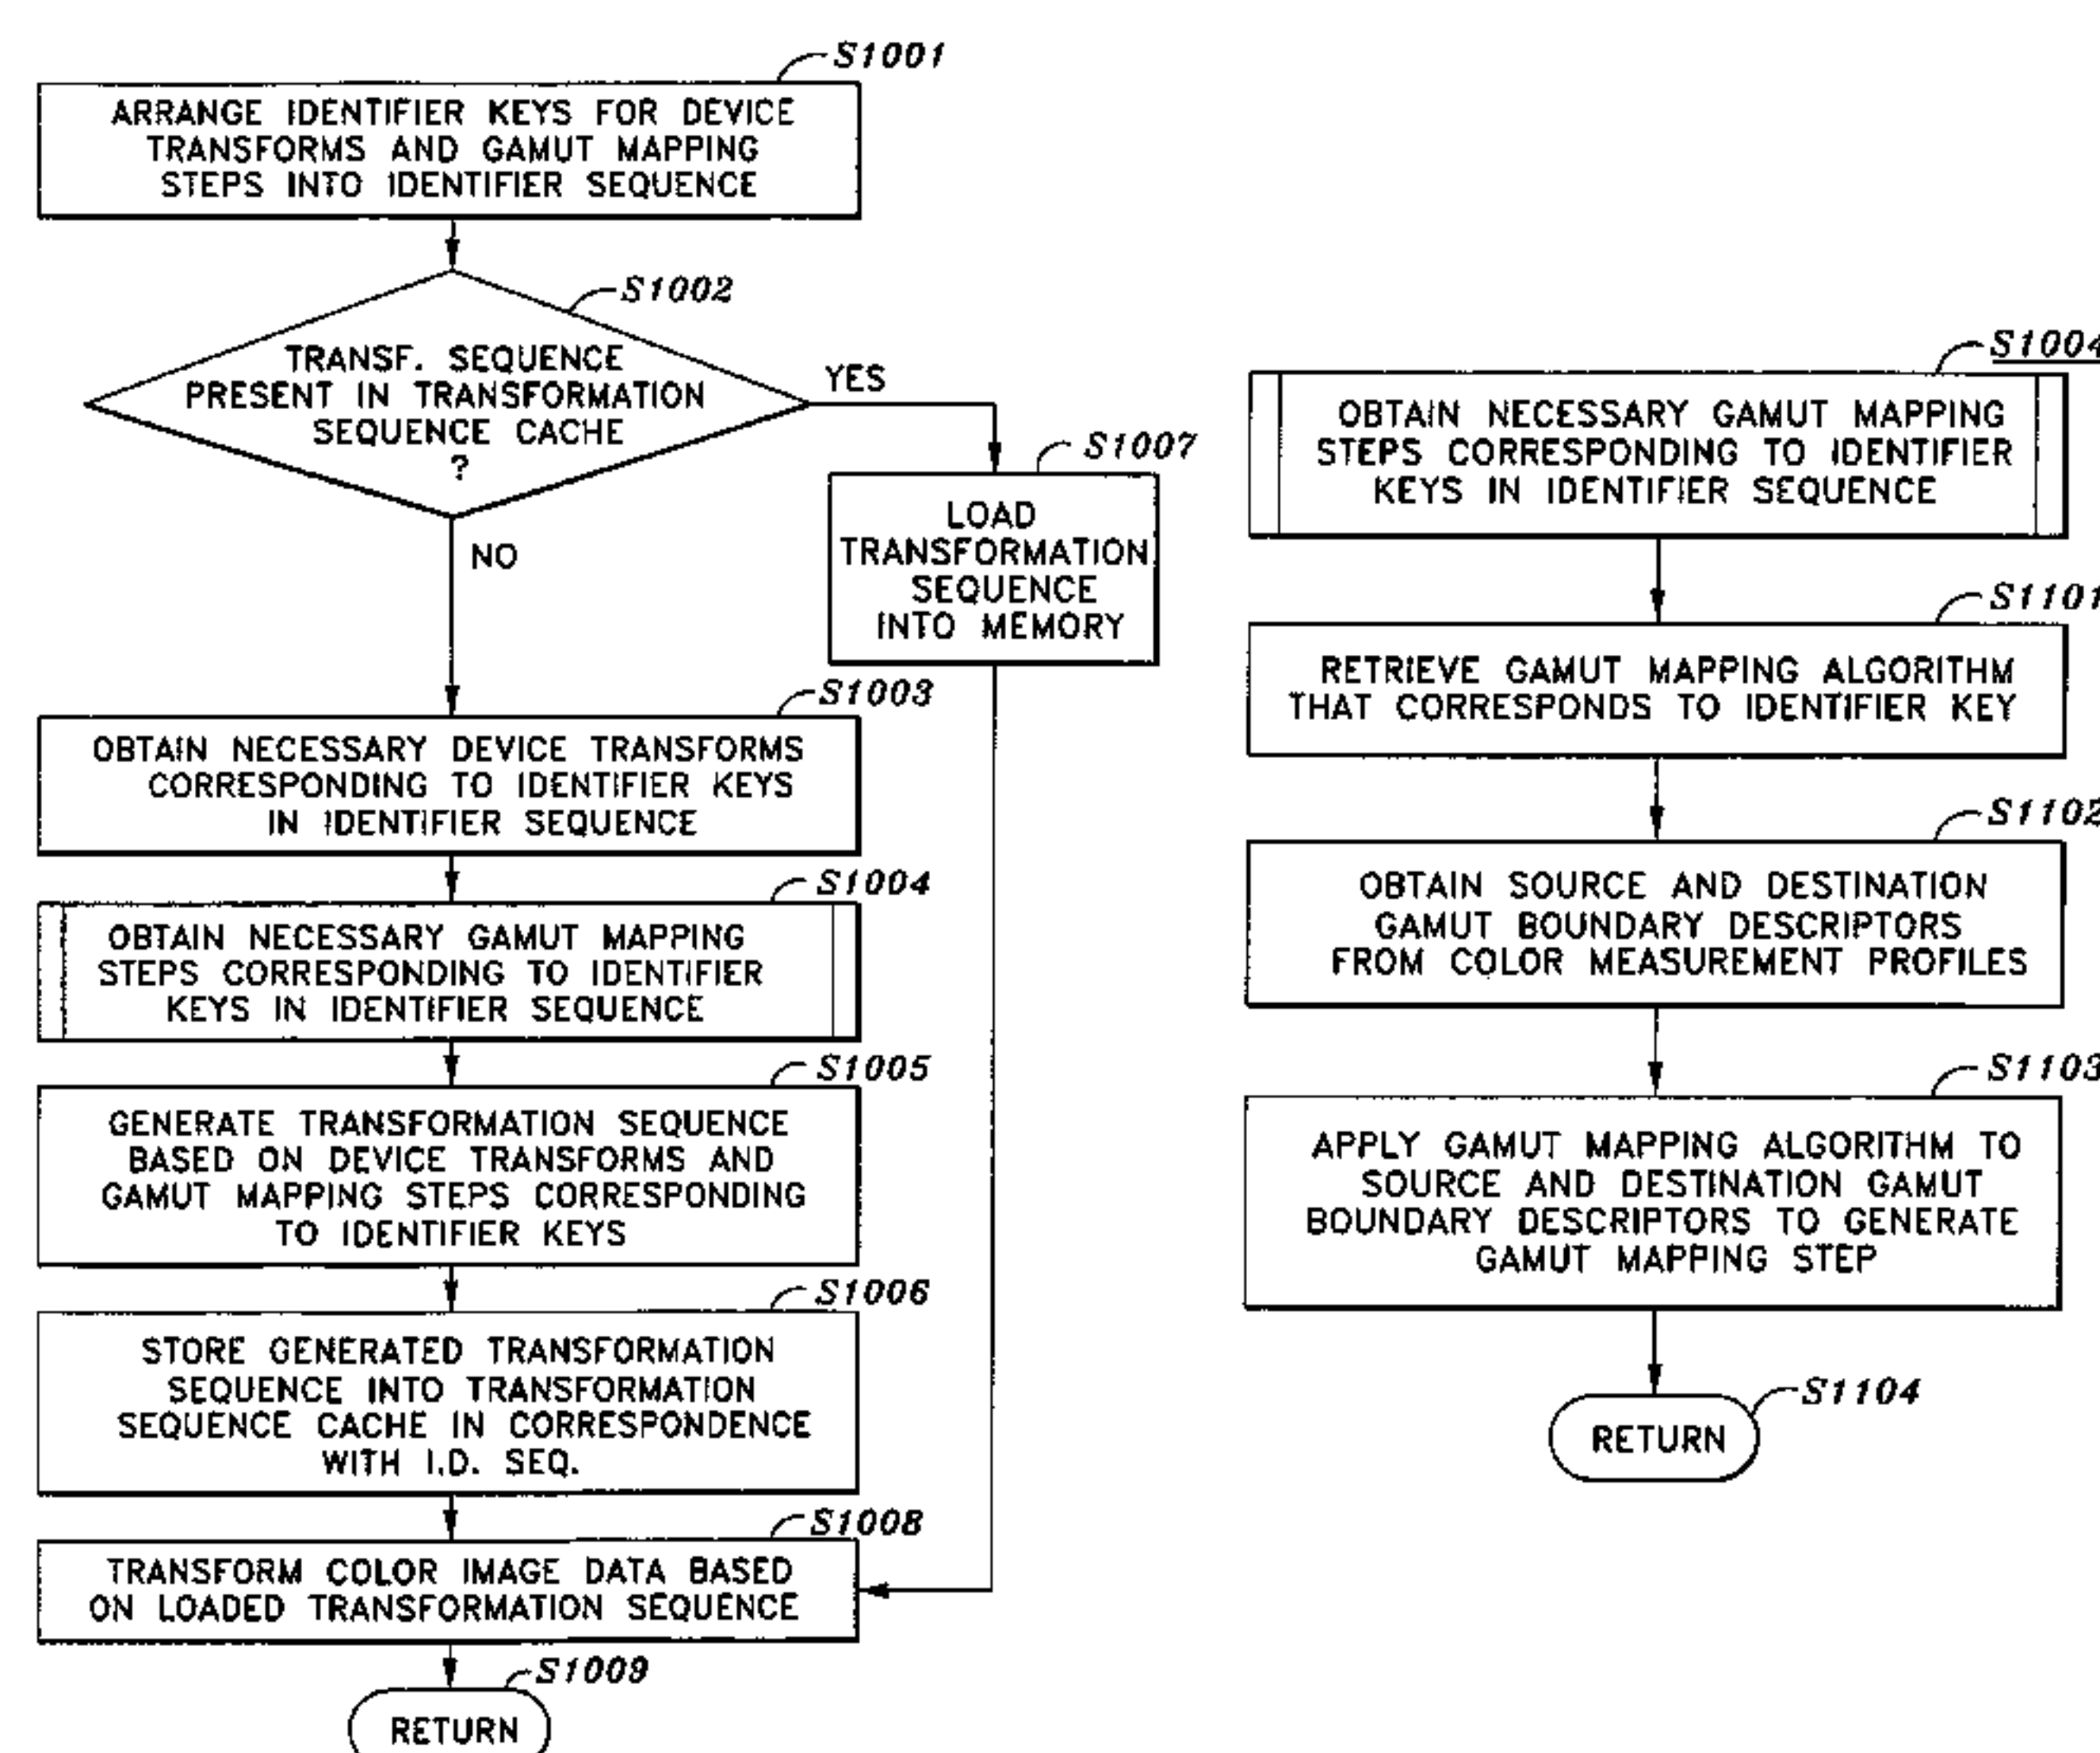 S1001
ARRANGE IDENTIFIER KEYS FOR DEVICE
TRANSFORMS AND GAMUT MAPPING
STEPS INTO IDENTIFIER SEQUENCE
S1002
TRANSF. SEQUENCE
PRESENT IN TRANSFORMATION
SEQUENCE CACHE
?
YES
NO
S1007
LOAD
TRANSFORMATION
SEQUENCE
INTO MEMORY
S1003
OBTAIN NECESSARY DEVICE TRANSFORMS
CORRESPONDING TO IDENTIFIER KEYS
IN IDENTIFIER SEQUENCE
S1004
OBTAIN NECESSARY GAMUT MAPPING
STEPS CORRESPONDING TO IDENTIFIER
KEYS IN IDENTIFIER SEQUENCE
S1005
GENERATE TRANSFORMATION SEQUENCE
BASED ON DEVICE TRANSFORMS AND
GAMUT MAPPING STEPS CORRESPONDING
TO IDENTIFIER KEYS
S1006
STORE GENERATED TRANSFORMATION
SEQUENCE INTO TRANSFORMATION
SEQUENCE CACHE IN CORRESPONDENCE
WITH I.D. SEQ.
S1008
TRANSFORM COLOR IMAGE DATA BASED
ON LOADED TRANSFORMATION SEQUENCE
S1009
RETURN
S1004
OBTAIN NECESSARY GAMUT MAPPING
STEPS CORRESPONDING TO IDENTIFIER
KEYS IN IDENTIFIER SEQUENCE
S1101
RETRIEVE GAMUT MAPPING ALGORITHM
THAT CORRESPONDS TO IDENTIFIER KEY
S1102
OBTAIN SOURCE AND DESTINATION
GAMUT BOUNDARY DESCRIPTORS
FROM COLOR MEASUREMENT PROFILES
S1103
APPLY GAMUT MAPPING ALGORITHM TO
SOURCE AND DESTINATION GAMUT
BOUNDARY DESCRIPTORS TO GENERATE
GAMUT MAPPING STEP
S1104
RETURN